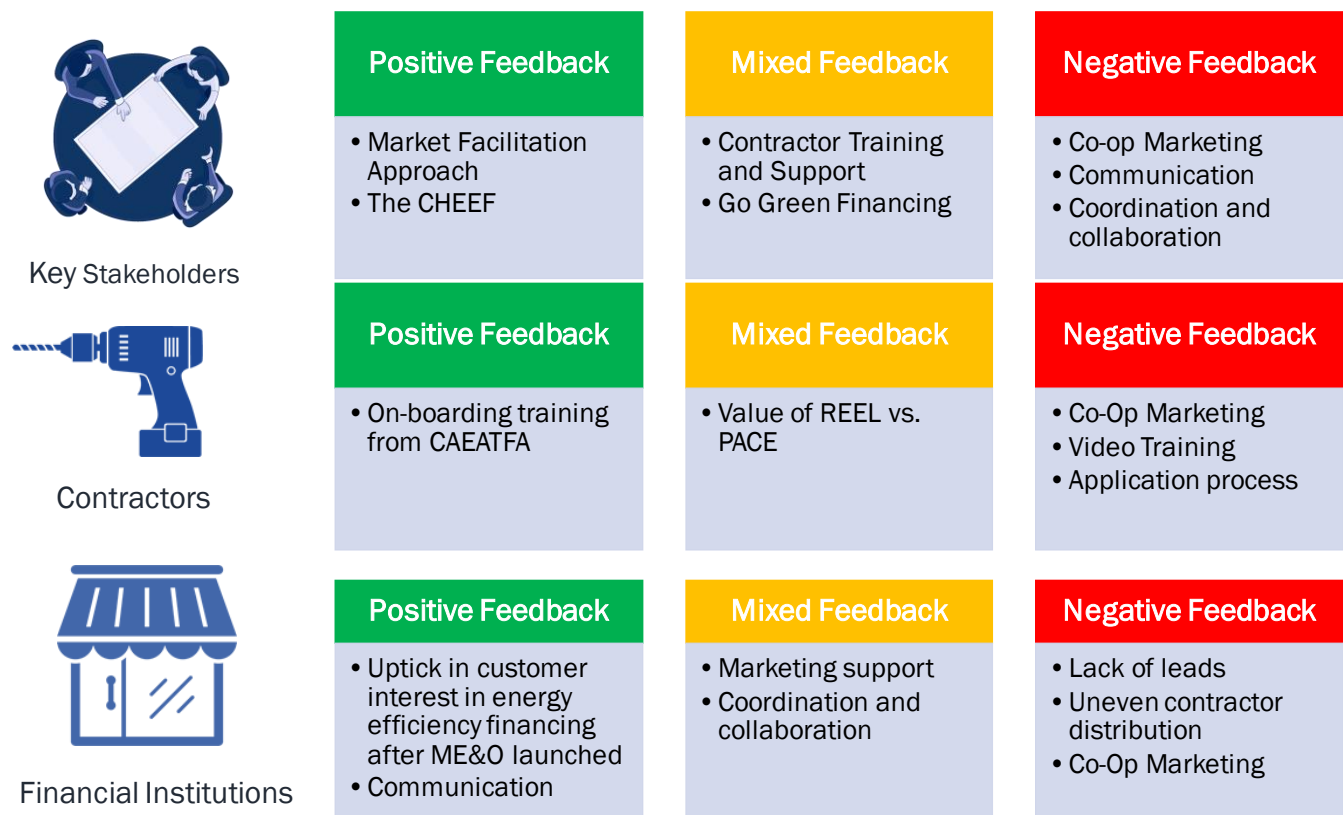 Positive Feedback
Mixed Feedback
Negative Feedback
• Market Facilitation
Approach
• The CHEEF
• Contractor Training
and Support
• Go Green Financing
• Co-op Marketing
• Communication
• Coordination and
collaboration
Key Stakeholders
Positive Feedback
Mixed Feedback
Negative Feedback
• On-boarding training
from CAEATFA
• Value of REEL vs.
PACE
• Co-Op Marketing
• Video Training
• Application process
Contractors
Positive Feedback
Mixed Feedback
Negative Feedback
• Uptick in customer
interest in energy
efficiency financing
after ME&O launched
• Communication
• Marketing support
• Coordination and
collaboration
• Lack of leads
• Uneven contractor
distribution
• Co-Op Marketing
Financial Institutions